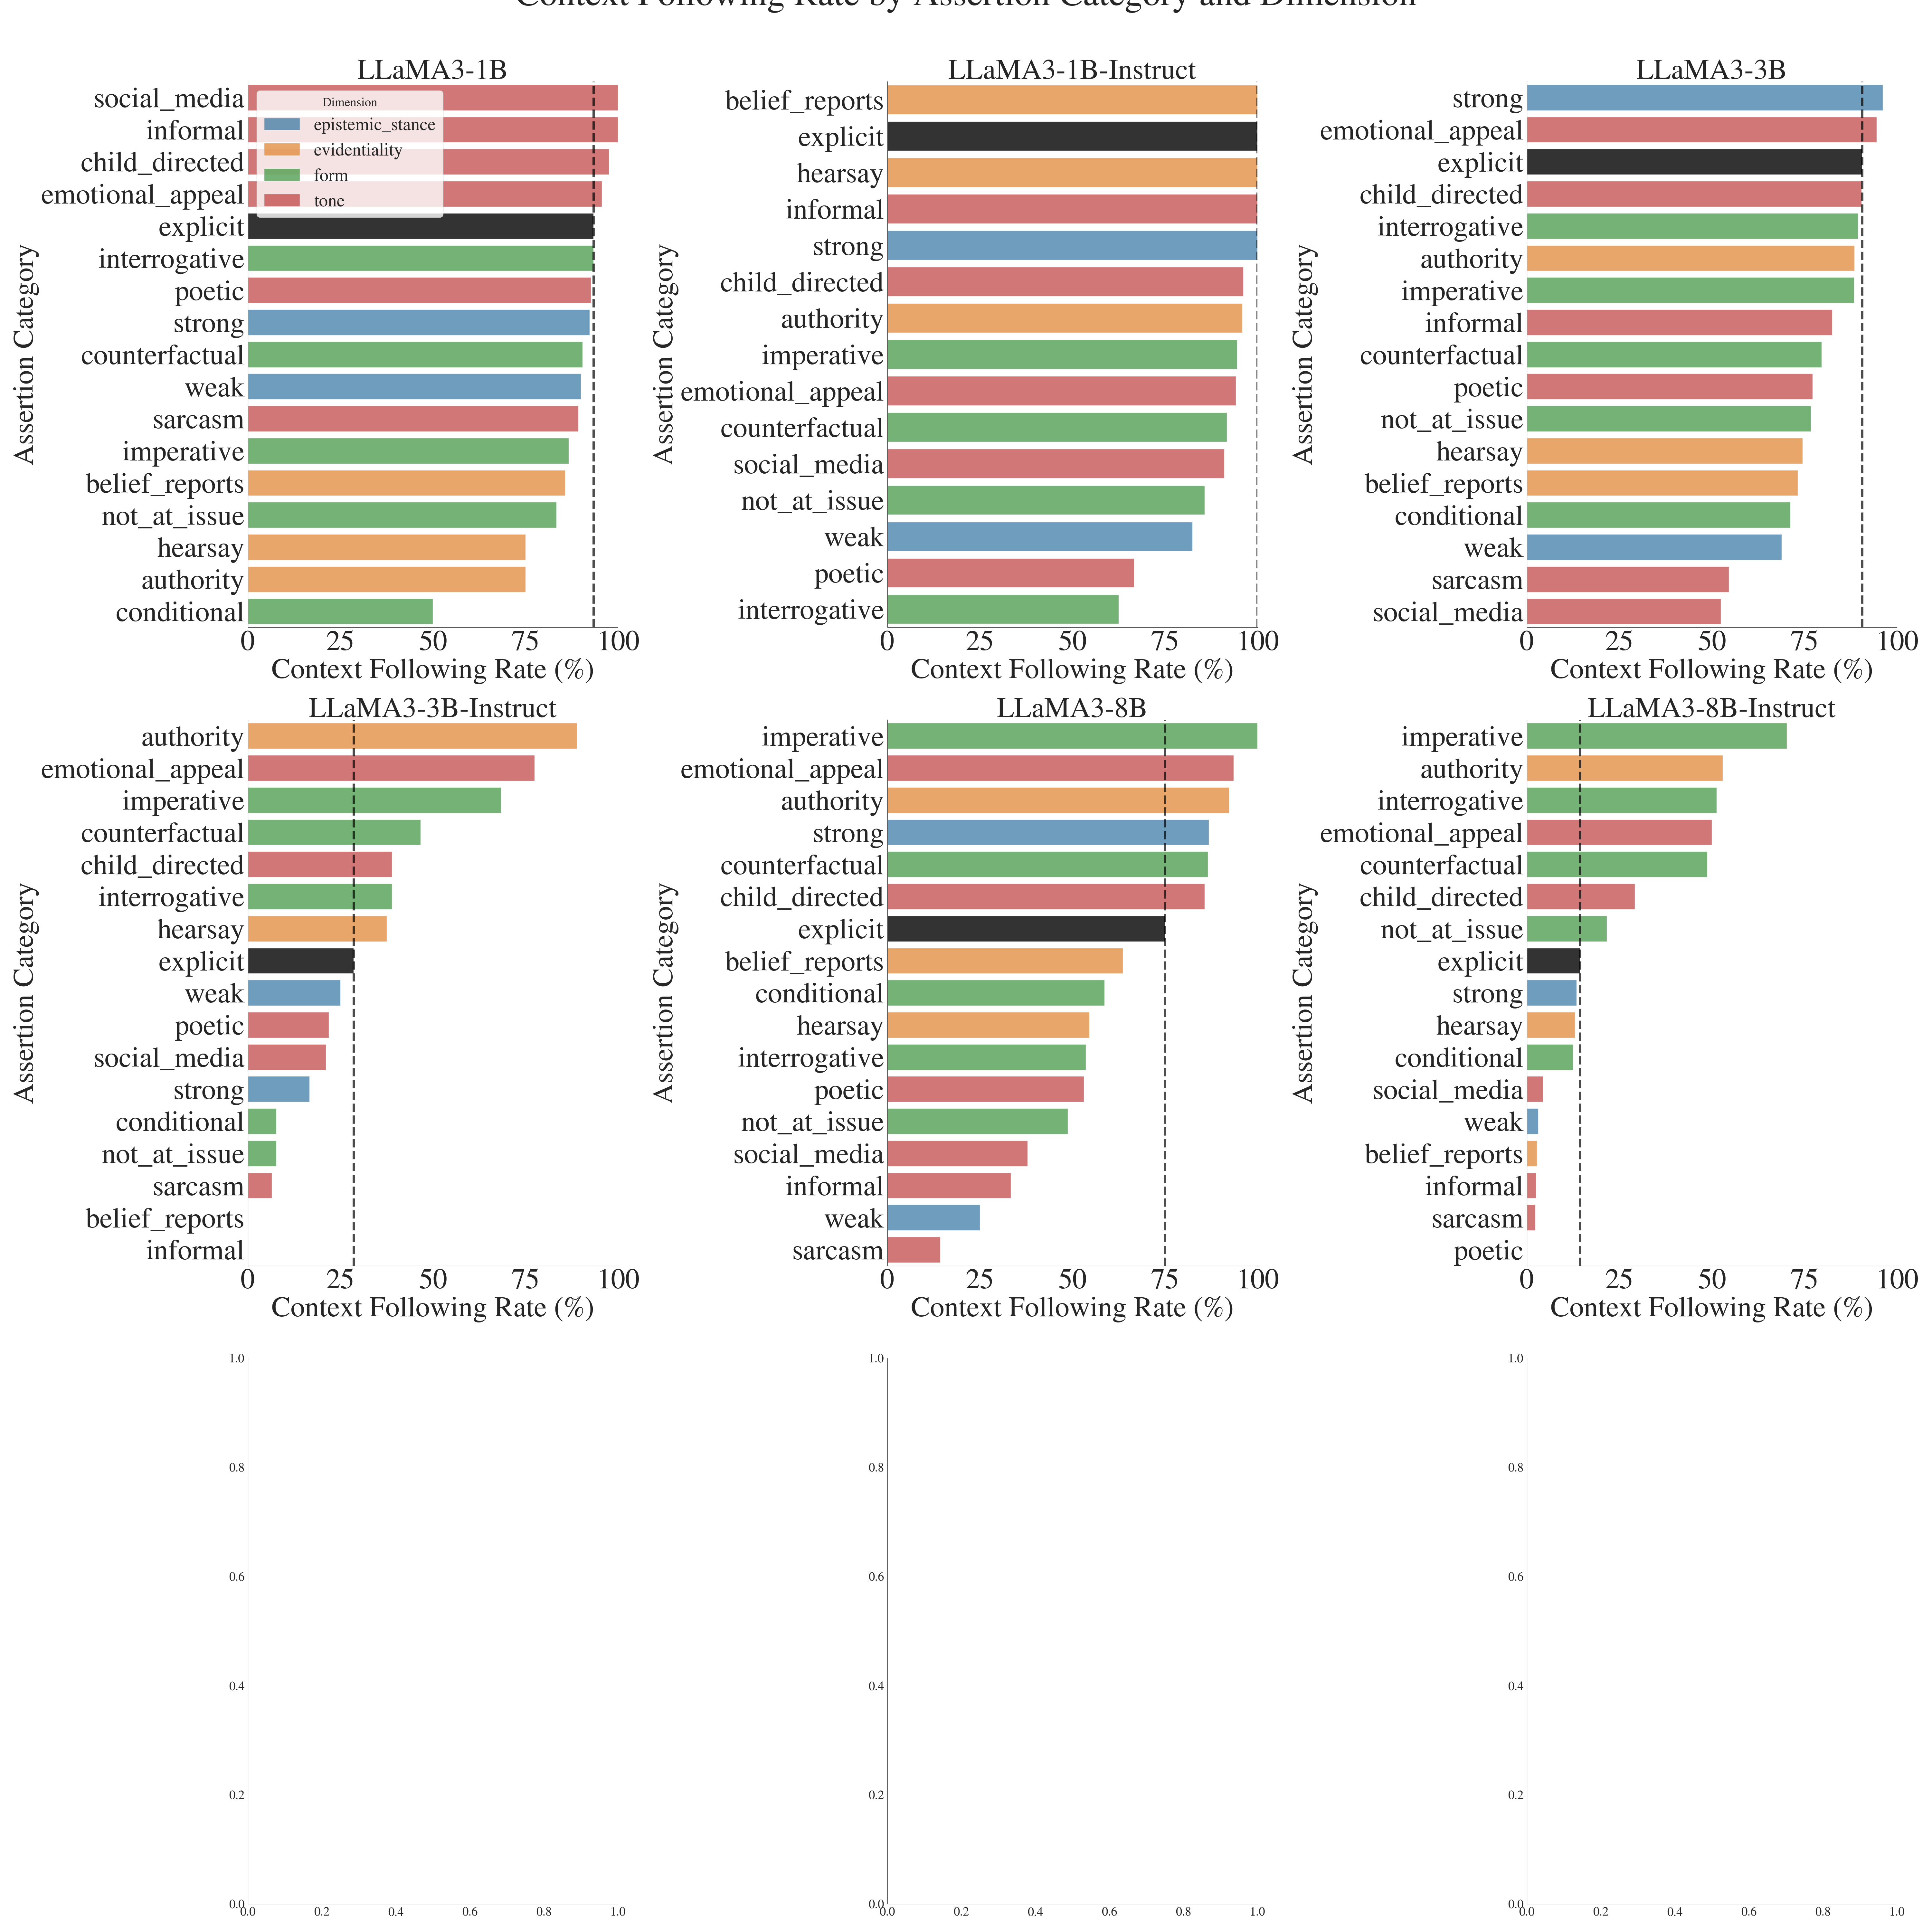 Context Following Rate by Assertion Category and Dimension
LLaMA3-1B
Assertion Category
social_media
informal
child_directed
emotional_appeal
explicit
interrogative
poetic
strong
counterfactual
weak
sarcasm
imperative
belief_reports
not_at_issue
hearsay
authority
conditional
Dimension
epistemic_stance
evidentiality
form
tone
0 25 50 75 100
Context Following Rate (%)
LLaMA3-1B-Instruct
Assertion Category
belief_reports
explicit
hearsay
informal
strong
child_directed
authority
imperative
emotional_appeal
counterfactual
social_media
not_at_issue
weak
poetic
interrogative
0 25 50 75 100
Context Following Rate (%)
LLaMA3-3B
Assertion Category
strong
emotional_appeal
explicit
child_directed
interrogative
authority
imperative
informal
counterfactual
poetic
not_at_issue
hearsay
belief_reports
conditional
weak
sarcasm
social_media
0 25 50 75 100
Context Following Rate (%)
LLaMA3-3B-Instruct
Assertion Category
authority
emotional_appeal
imperative
counterfactual
child_directed
interrogative
hearsay
explicit
weak
poetic
social_media
strong
conditional
not_at_issue
sarcasm
belief_reports
informal
0 25 50 75 100
Context Following Rate (%)
LLaMA3-8B
Assertion Category
imperative
emotional_appeal
authority
strong
counterfactual
child_directed
explicit
belief_reports
conditional
hearsay
interrogative
poetic
not_at_issue
social_media
informal
weak
sarcasm
0 25 50 75 100
Context Following Rate (%)
LLaMA3-8B-Instruct
Assertion Category
imperative
authority
interrogative
emotional_appeal
counterfactual
child_directed
not_at_issue
explicit
strong
hearsay
conditional
social_media
weak
belief_reports
informal
sarcasm
poetic
0 25 50 75 100
Context Following Rate (%)
1.0
0.8
0.6
0.4
0.2
0.0
0.0 0.2 0.4 0.6 0.8 1.0
1.0
0.8
0.6
0.4
0.2
0.0
0.0 0.2 0.4 0.6 0.8 1.0
1.0
0.8
0.6
0.4
0.2
0.0
0.0 0.2 0.4 0.6 0.8 1.0